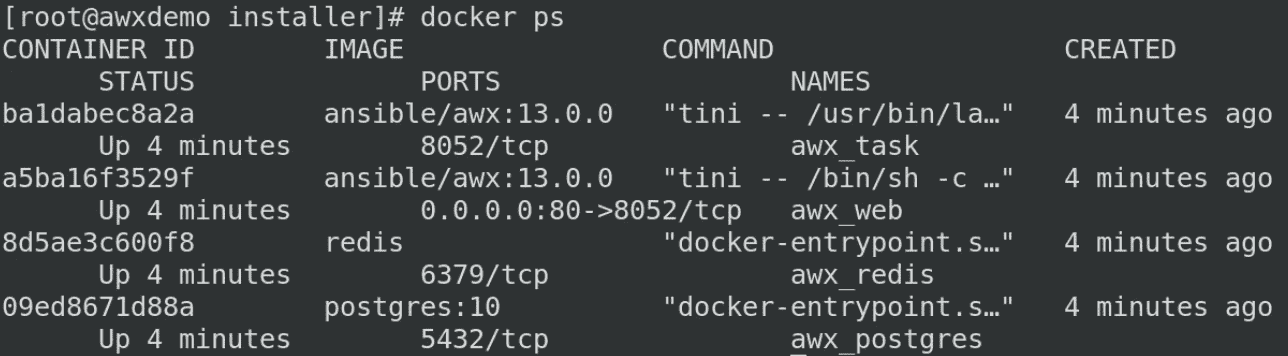 [root@awxdemo installer]# docker ps
CONTAINER ID        IMAGE                COMMAND                  CREATED
      STATUS              PORTS                  NAMES
ba1dabec8a2a        ansible/awx:13.0.0   "tini -- /usr/bin/la…"   4 minutes ago
      Up 4 minutes        8052/tcp               awx_task
a5ba16f3529f        ansible/awx:13.0.0   "tini -- /bin/sh -c …"   4 minutes ago
      Up 4 minutes        0.0.0.0:80->8052/tcp   awx_web
8d5ae3c600f8        redis                "docker-entrypoint.s…"   4 minutes ago
      Up 4 minutes        6379/tcp               awx_redis
09ed8671d88a        postgres:10          "docker-entrypoint.s…"   4 minutes ago
      Up 4 minutes        5432/tcp               awx_postgres